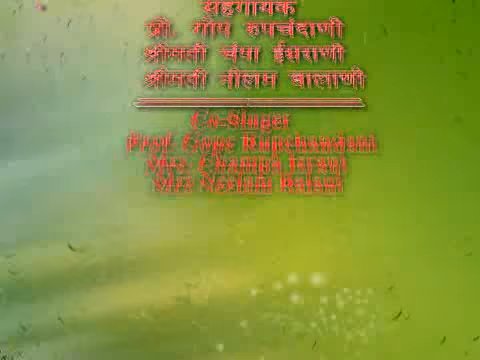 सहगायक
प्रो. गोप रुपचंदाणी
श्रीमती चंपा ईसराणी
श्रीमती नीलम बालाणी
Co-Singer
Prof. Gope Rupchandani
Mrs. Champa Israni
Mrs Neelam Balani